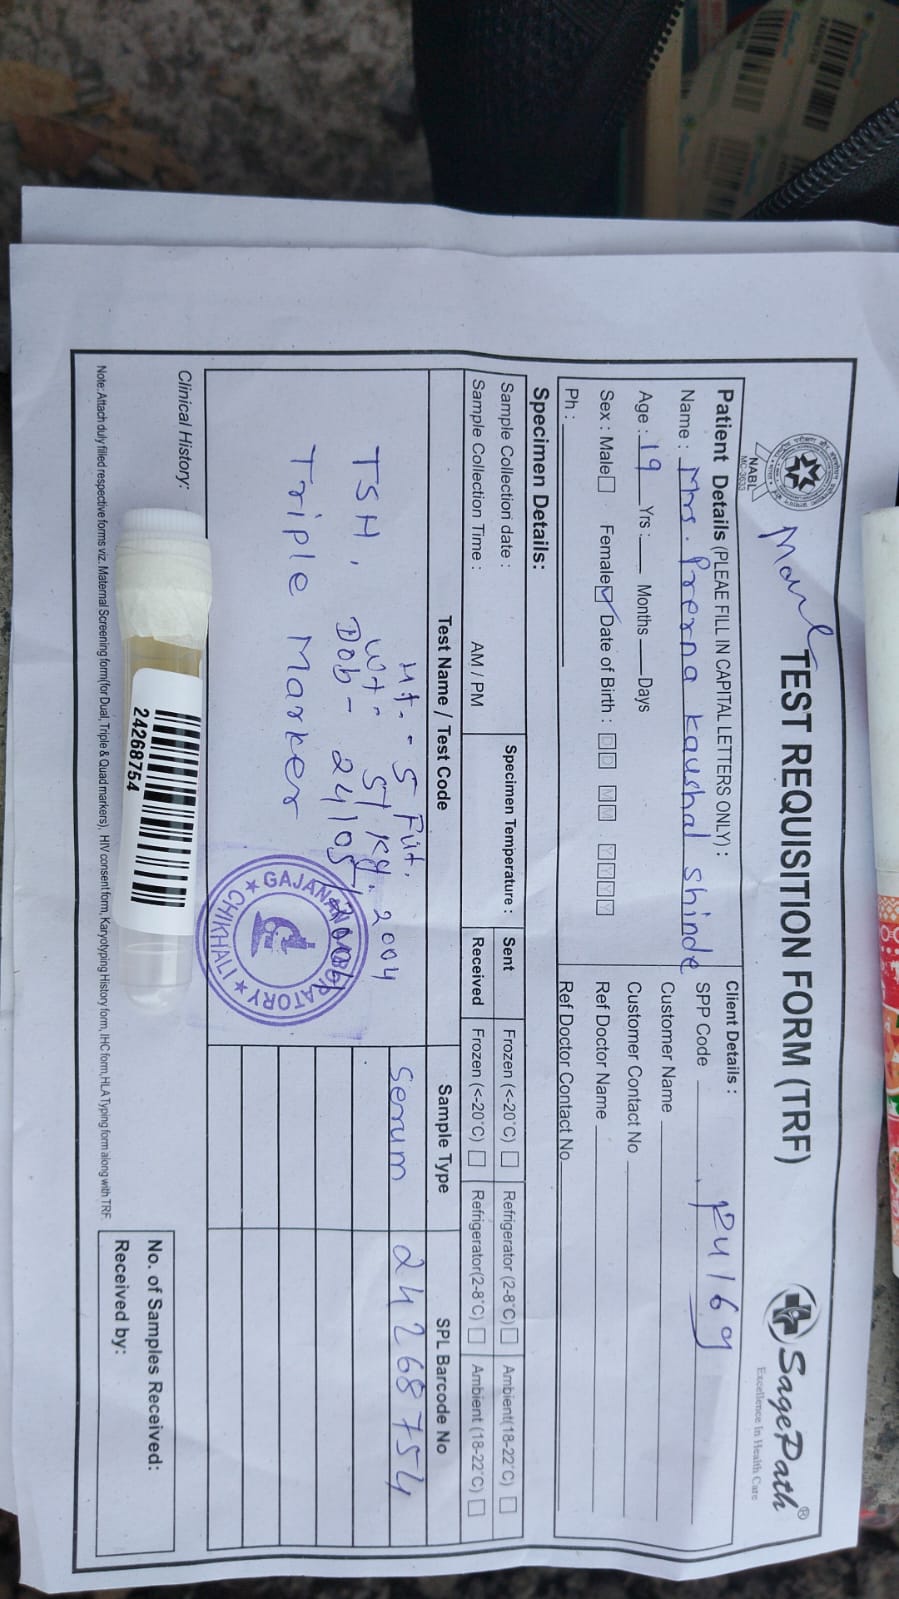 NABL
MC-2633
Manl
TEST REQUISITION FORM (TRF)
SagePath®
Excellence In Health Care
Patient Details (PLEAE FILL IN CAPITAL LETTERS ONLY) :
Name : Mrs. Prerna kaushal shinde
Age : 19 Yrs : Months Days
Sex : Male Female Date of Birth : D D M M Y Y Y Y
Ph :
Client Details :
SPP Code PU169
Customer Name
Customer Contact No
Ref Doctor Name
Ref Doctor Contact No
Specimen Details:
Sample Collection date :
Sample Collection Time : AM / PM
Specimen Temperature :
Sent Frozen (<-20°C) Refrigerator (2-8°C) Ambient(18-22°C)
Received Frozen (<-20°C) Refrigerator(2-8°C) Ambient (18-22°C)
Test Name / Test Code Sample Type SPL Barcode No
Ht. - 5 Fut. Serum 24268754
Wt - 51 kg. 2004
TSH, Dob - 24/05/
Triple Marker
GAJANAN
CHIKHALI
Clinical History:
24268754
No. of Samples Received:
Received by:
Note: Attach duly filled respective forms viz. Maternal Screening form(for Dual, Triple & Quad markers), HIV consent form, Karyotyping History form, IHC form, HLA Typing form along with TRF